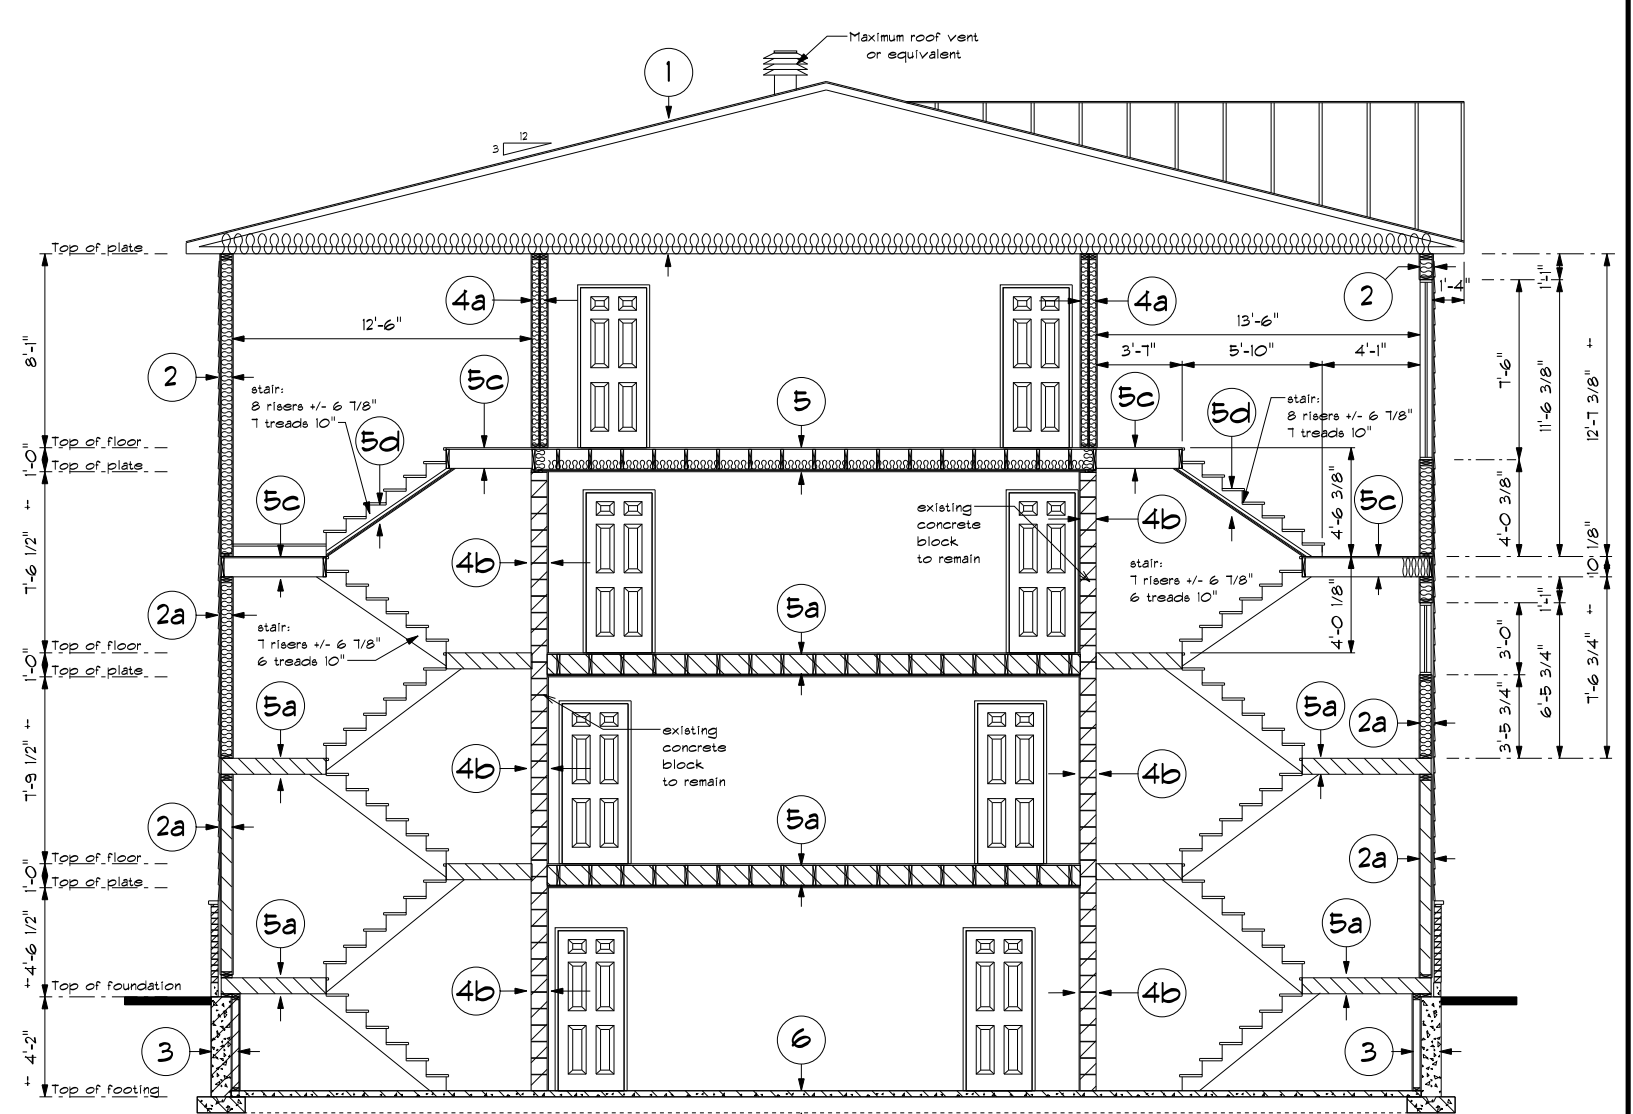 Maximum roof vent
or equivalent
1
12
3
Top of plate
2
1'-1"
1'-4"
4a
4a
12'-6"
13'-6"
3'-7"
5'-10"
4'-1"
8'-1"
7'-6"
11'-6 3/8"
12'-7 3/8" +
2
5c
5
5c
stair:
8 risers +/- 6 7/8"
7 treads 10"
5d
5d
stair:
8 risers +/- 6 7/8"
7 treads 10"
Top of floor
1'-0"
Top of plate
5c
4'-6 3/8"
5c
4'-0 3/8"
existing
concrete
block
to remain
4b
4b
7'-6 1/2" +
10 1/8"
stair:
7 risers +/- 6 7/8"
6 treads 10"
2a
5a
4'-0 1/8"
1'-1"
3'-0"
stair:
7 risers +/- 6 7/8"
6 treads 10"
Top of floor
1'-0"
Top of plate
6'-5 3/4"
7'-6 3/4" +
5a
5a
2a
3'-5 3/4"
existing
concrete
block
to remain
4b
4b
7'-9 1/2" +
2a
5a
2a
Top of floor
1'-0"
Top of plate
5a
5a
+4'-6 1/2"
Top of foundation
4b
4b
3
6
3
+ 4'-2"
Top of footing